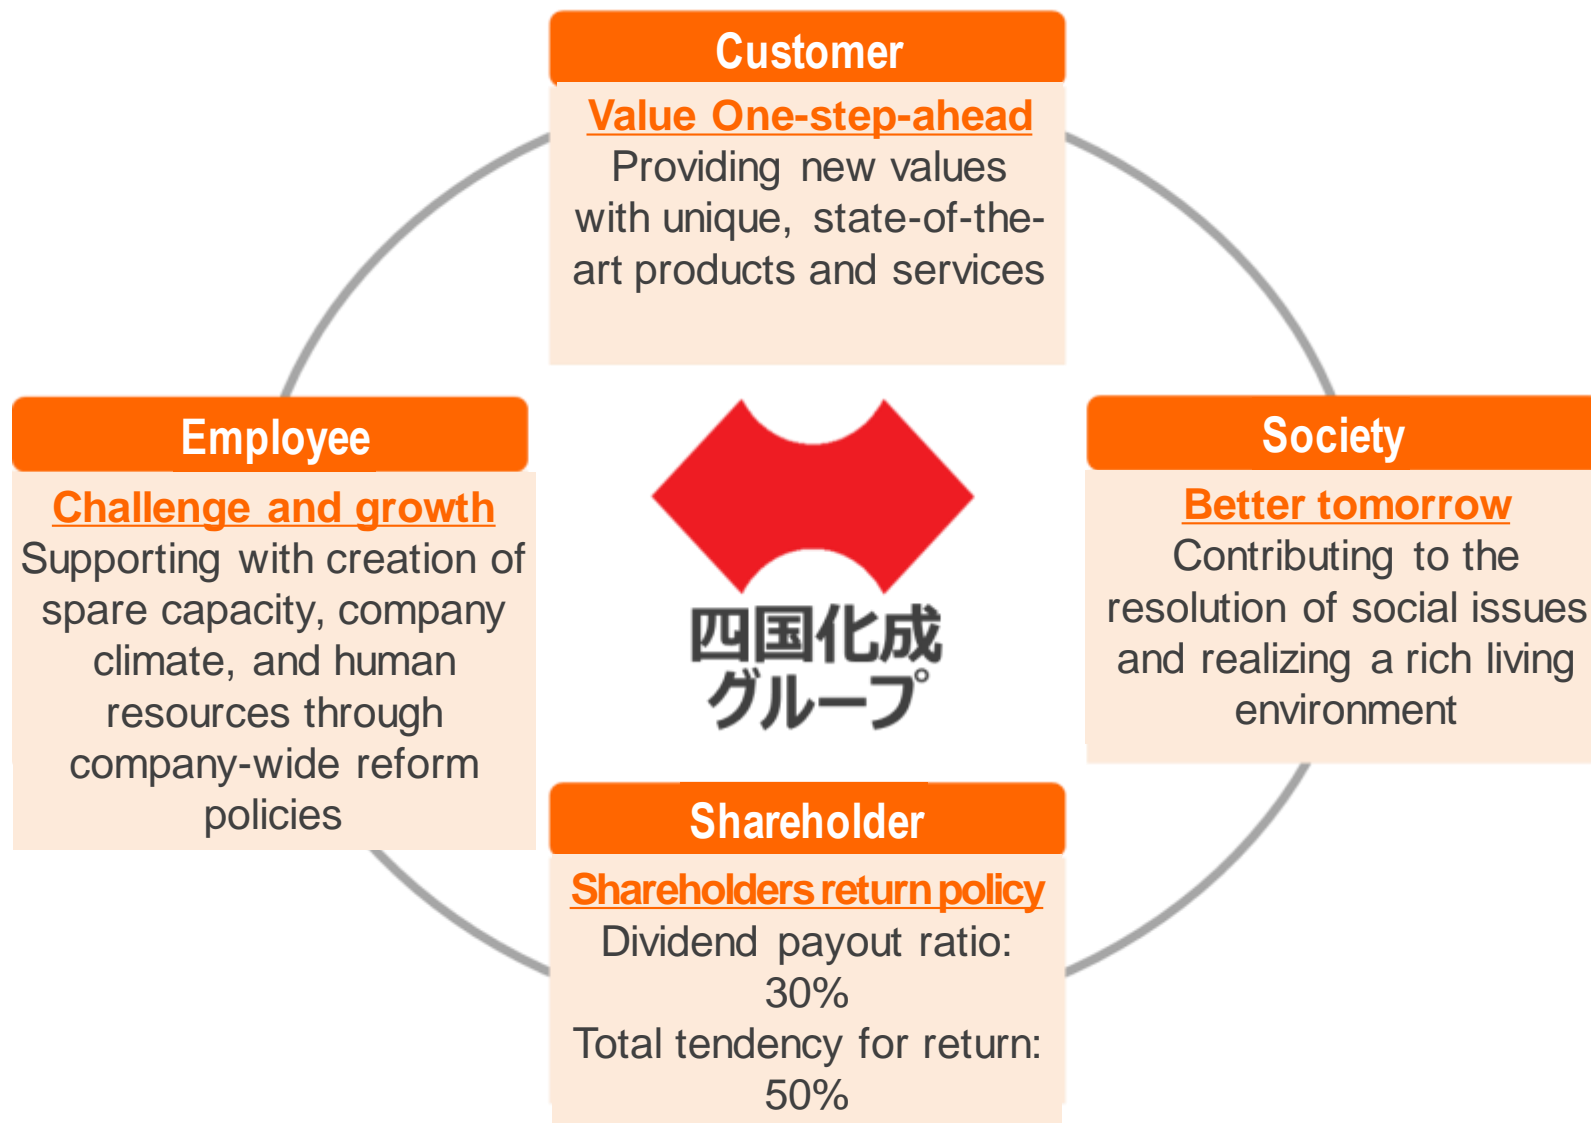 Customer
Value One-step-ahead
Providing new values
with unique, state-of-the-
art products and services
Employee
Challenge and growth
Supporting with creation of
spare capacity, company
climate, and human
resources through
company-wide reform
policies
四国化成
グループ
Society
Better tomorrow
Contributing to the
resolution of social issues
and realizing a rich living
environment
Shareholder
Shareholders return policy
Dividend payout ratio:
30%
Total tendency for return:
50%